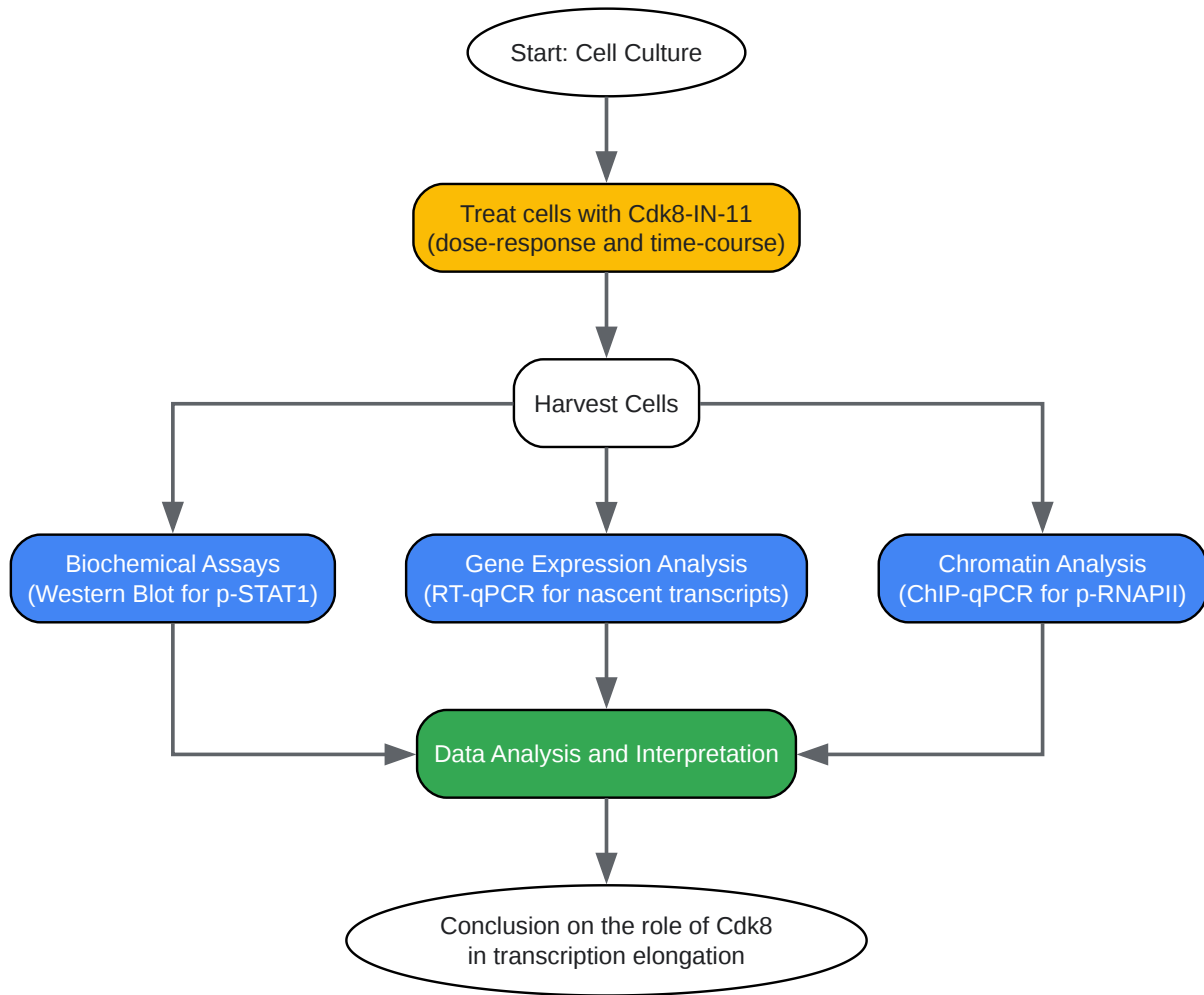 Start: Cell Culture
Treat cells with Cdk8-IN-11
(dose-response and time-course)
Harvest Cells
Biochemical Assays
(Western Blot for p-STAT1)
Gene Expression Analysis
(RT-qPCR for nascent transcripts)
Chromatin Analysis
(ChIP-qPCR for p-RNAPII)
Data Analysis and Interpretation
Conclusion on the role of Cdk8
in transcription elongation